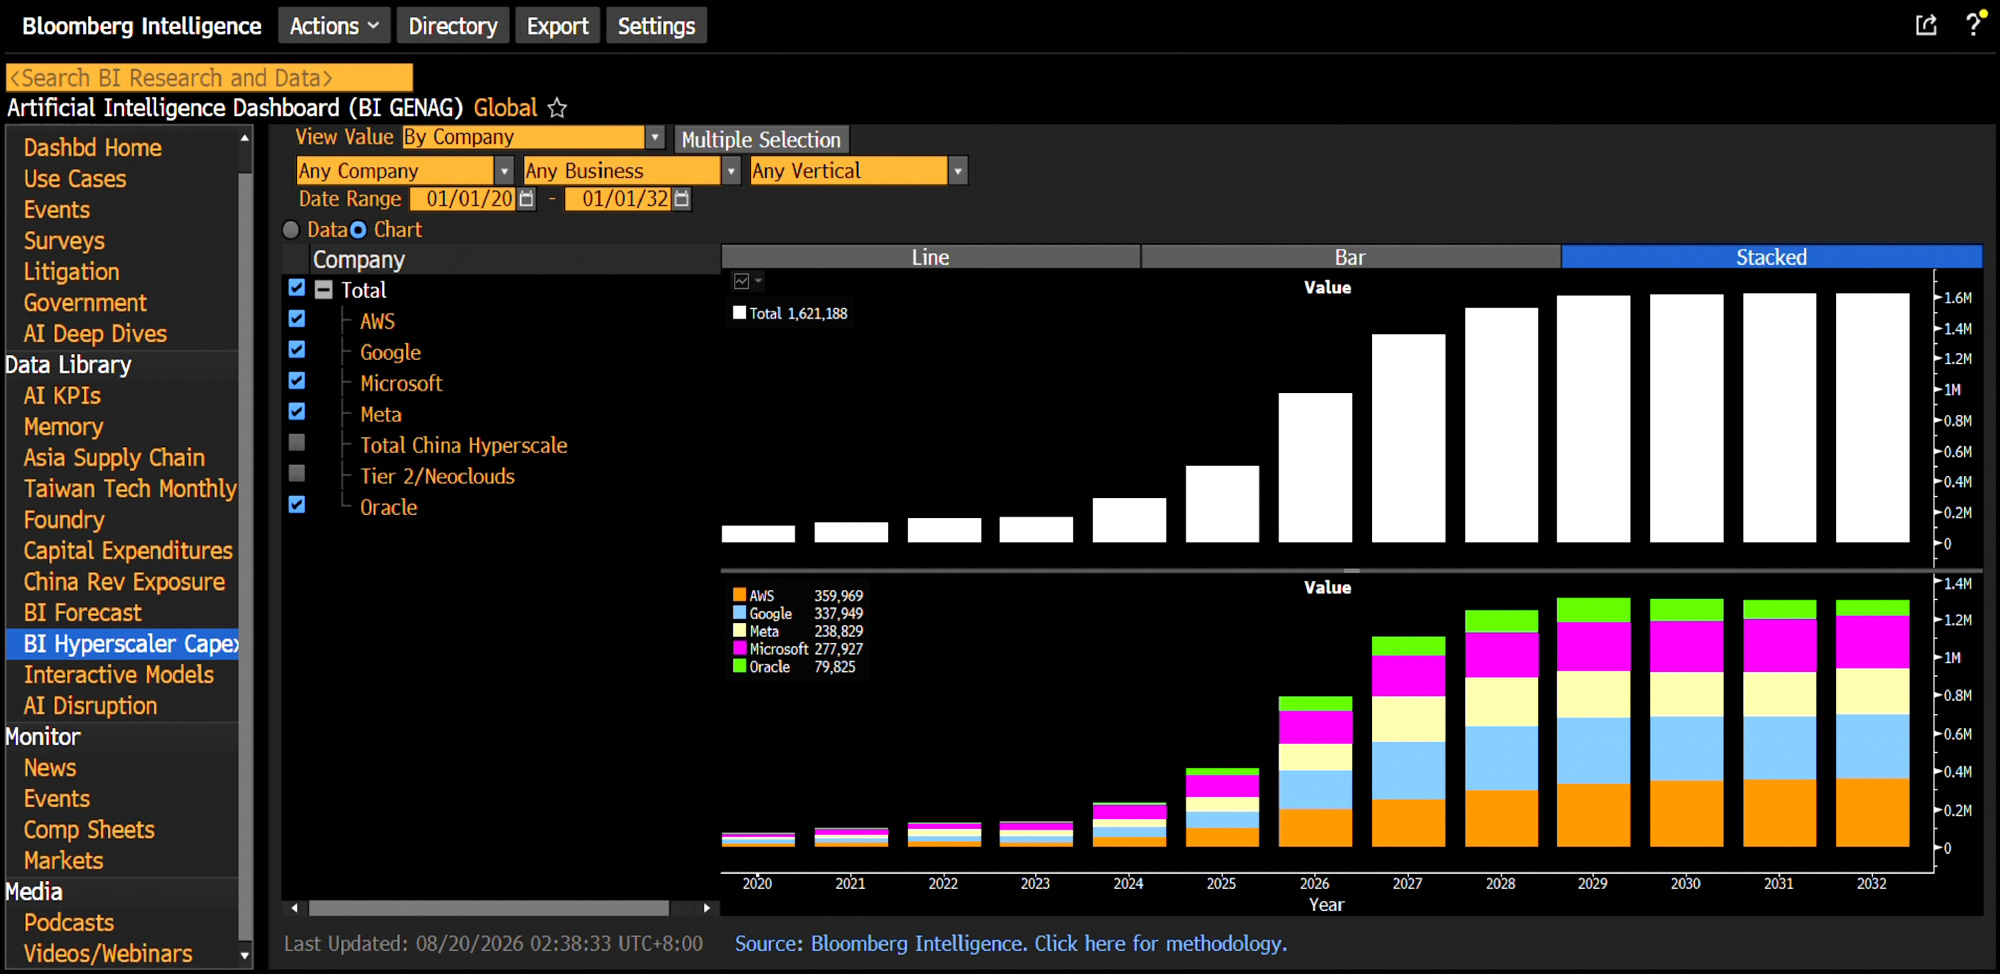 Bloomberg Intelligence Actions Directory Export Settings
<Search BI Research and Data>
Artificial Intelligence Dashboard (BI GENAG) Global
Dashbd Home
Use Cases
Events
Surveys
Litigation
Government
AI Deep Dives
Data Library
AI KPIs
Memory
Asia Supply Chain
Taiwan Tech Monthly
Foundry
Capital Expenditures
China Rev Exposure
BI Forecast
BI Hyperscaler Capex
Interactive Models
AI Disruption
Monitor
News
Events
Comp Sheets
Markets
Media
Podcasts
Videos/Webinars
View Value By Company Multiple Selection
Any Company Any Business Any Vertical
Date Range 01/01/20 - 01/01/32
Data Chart
Company
Total
AWS
Google
Microsoft
Meta
Total China Hyperscale
Tier 2/Neoclouds
Oracle
Line Bar Stacked
Value
Total 1,621,188
1.6M
1.4M
1.2M
1M
0.8M
0.6M
0.4M
0.2M
0
Value
AWS 359,969
Google 337,949
Meta 238,829
Microsoft 277,927
Oracle 79,825
1.4M
1.2M
1M
0.8M
0.6M
0.4M
0.2M
0
2020 2021 2022 2023 2024 2025 2026 2027 2028 2029 2030 2031 2032
Year
Last Updated: 08/20/2026 02:38:33 UTC+8:00
Source: Bloomberg Intelligence. Click here for methodology.